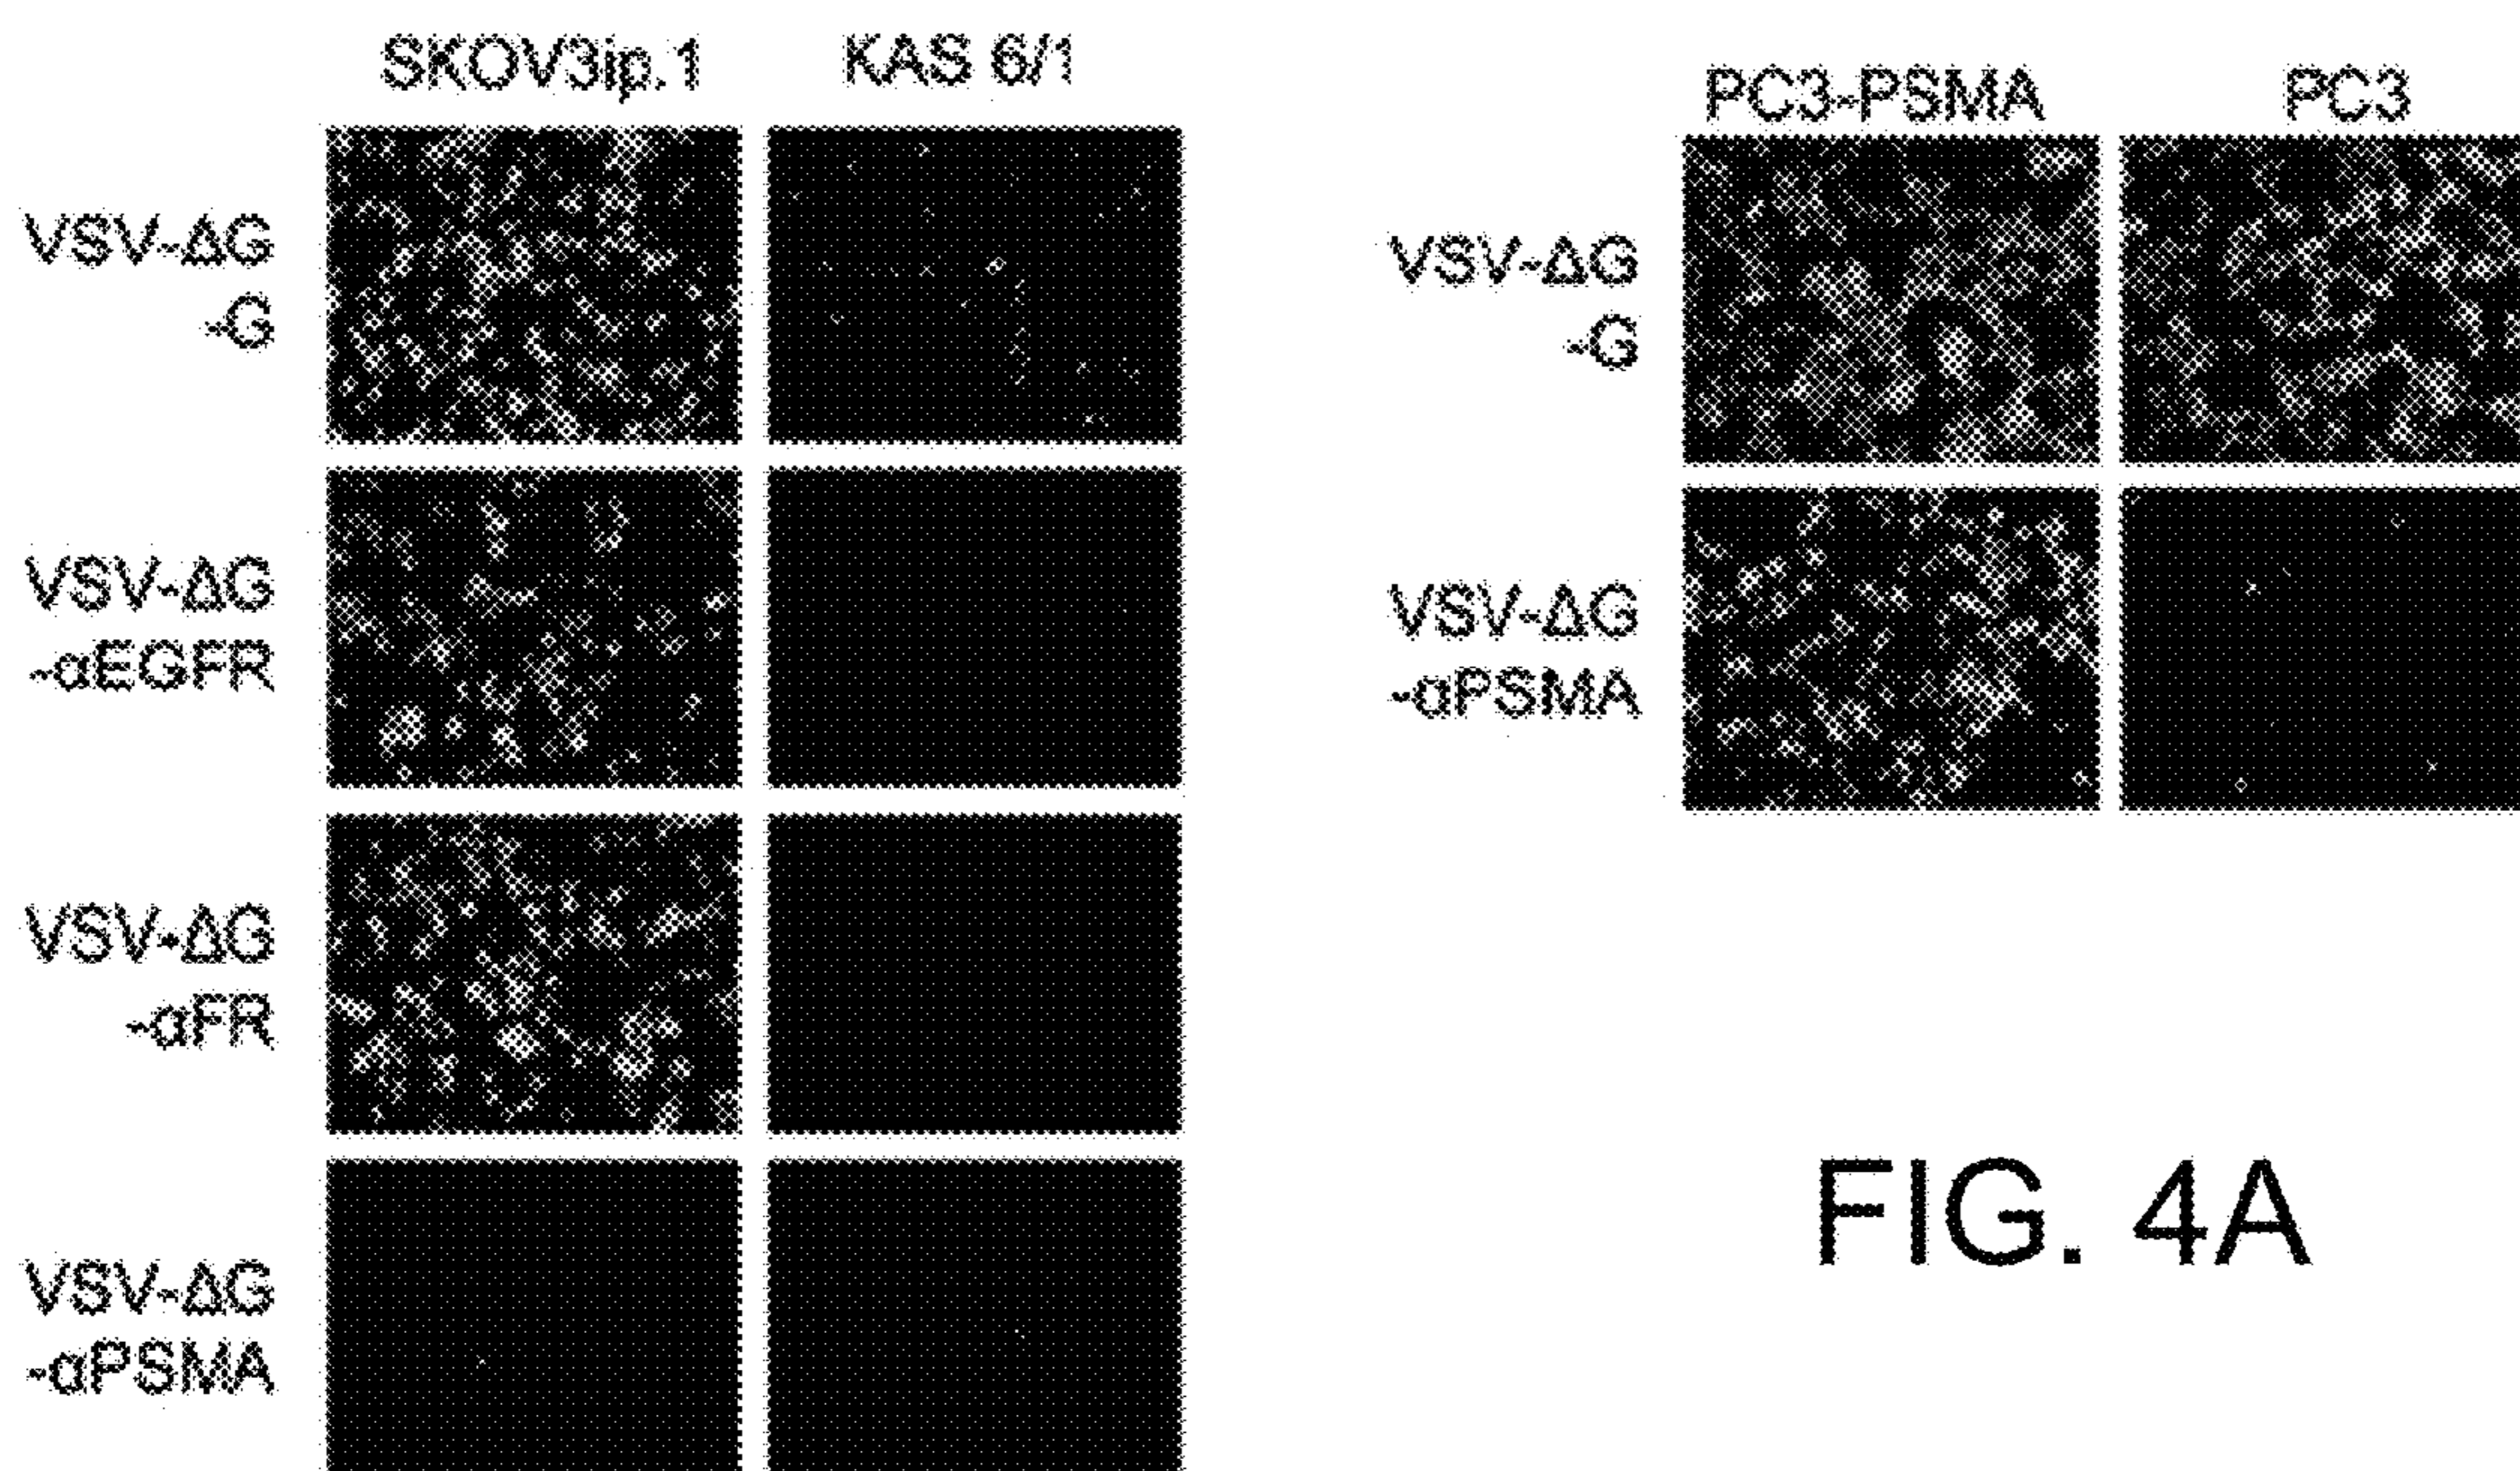 SKOV3ip.1 KAS 6/1
VSV-ΔG
-G
VSV-ΔG
-αEGFR
VSV-ΔG
-αFR
VSV-ΔG
-αPSMA
PC3-PSMA PC3
VSV-ΔG
-G
VSV-ΔG
-αPSMA
FIG. 4A